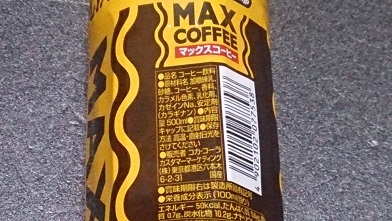 MAX
COFFEE
マックスコーヒー
●品名 コーヒー飲料
●原材料名 加糖練乳、
砂糖、コーヒー、香料、
カラメル色素、乳化剤、
カゼインNa、安定剤
(カラギナン) ●内容
量 500ml ●賞味期限
キャップに記載 ●保存
方法 高温・直射日光を
さけてください
●販売者 コカ・コーラ
カスタマーマーケティング
(株) 東京都港区六本木
6-2-31
●賞味期限右は製造所固有記号
●栄養成分表示(100ml当り)
エネルギー 50kcal、たんぱく
質 0.7g、 炭水化物 10.2g、ナト
4 902102 077538